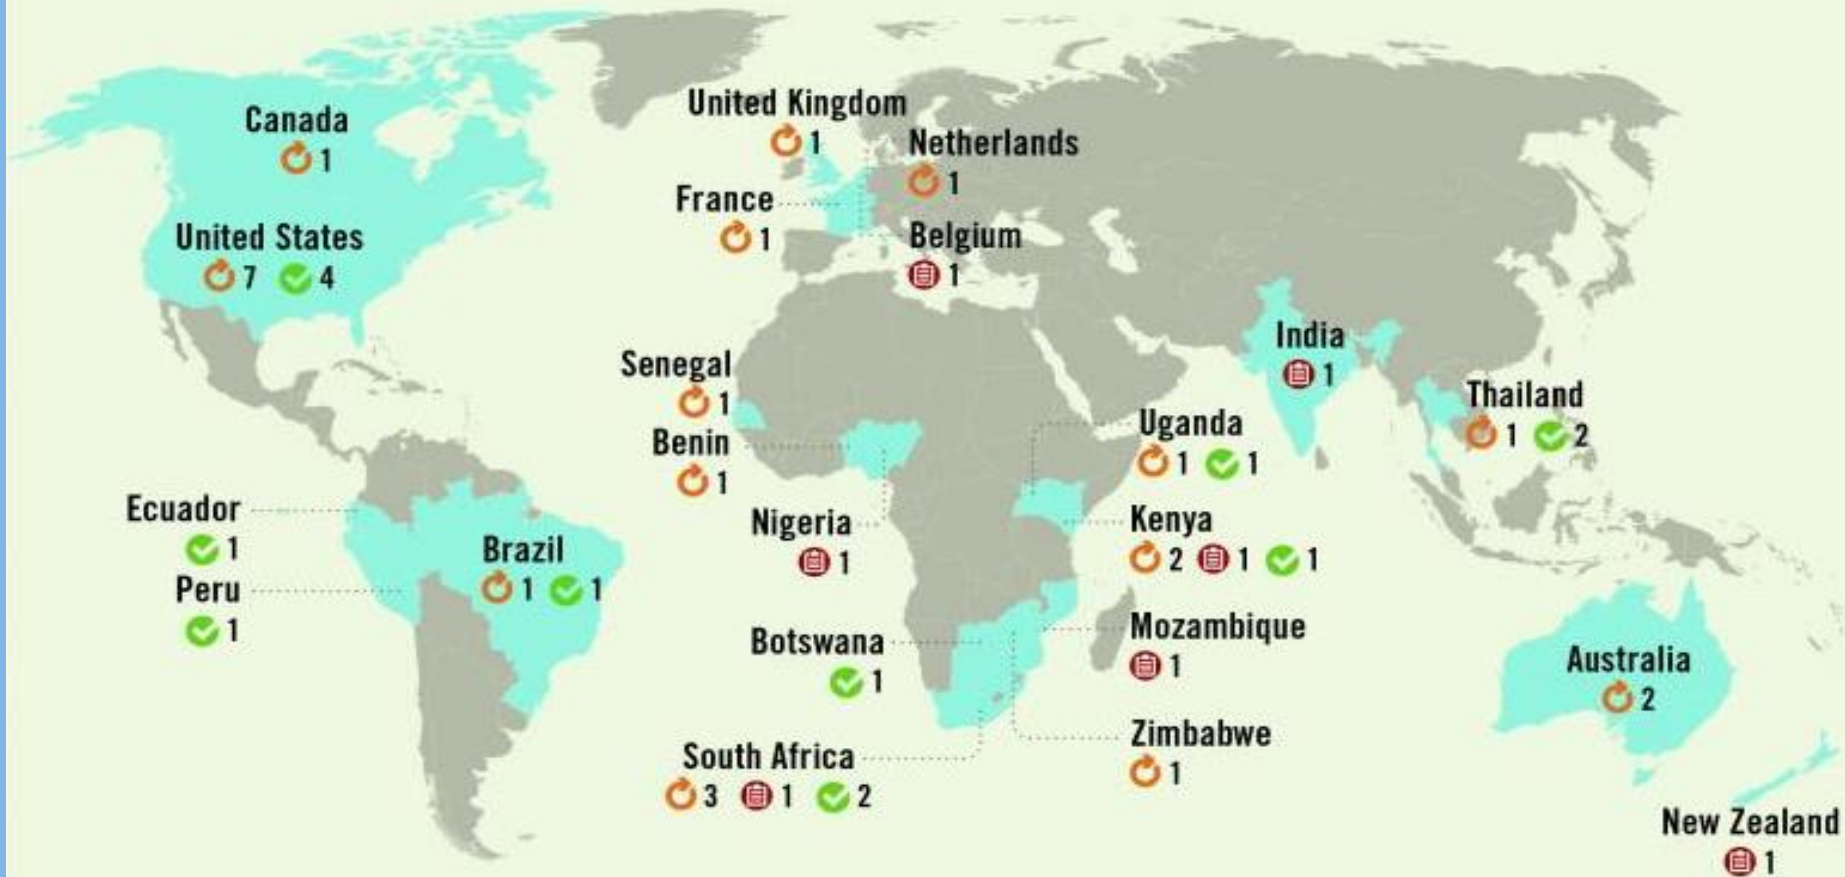 Canada
1
United States
7 4
United Kingdom
1
Netherlands
1
France
1
Belgium
1
Senegal
1
Benin
1
Nigeria
1
India
1
Thailand
1 2
Uganda
1 1
Kenya
2 1 1
Ecuador
1
Peru
1
Brazil
1 1
Botswana
1
Mozambique
1
South Africa
3 1 2
Zimbabwe
1
Australia
2
New Zealand
1